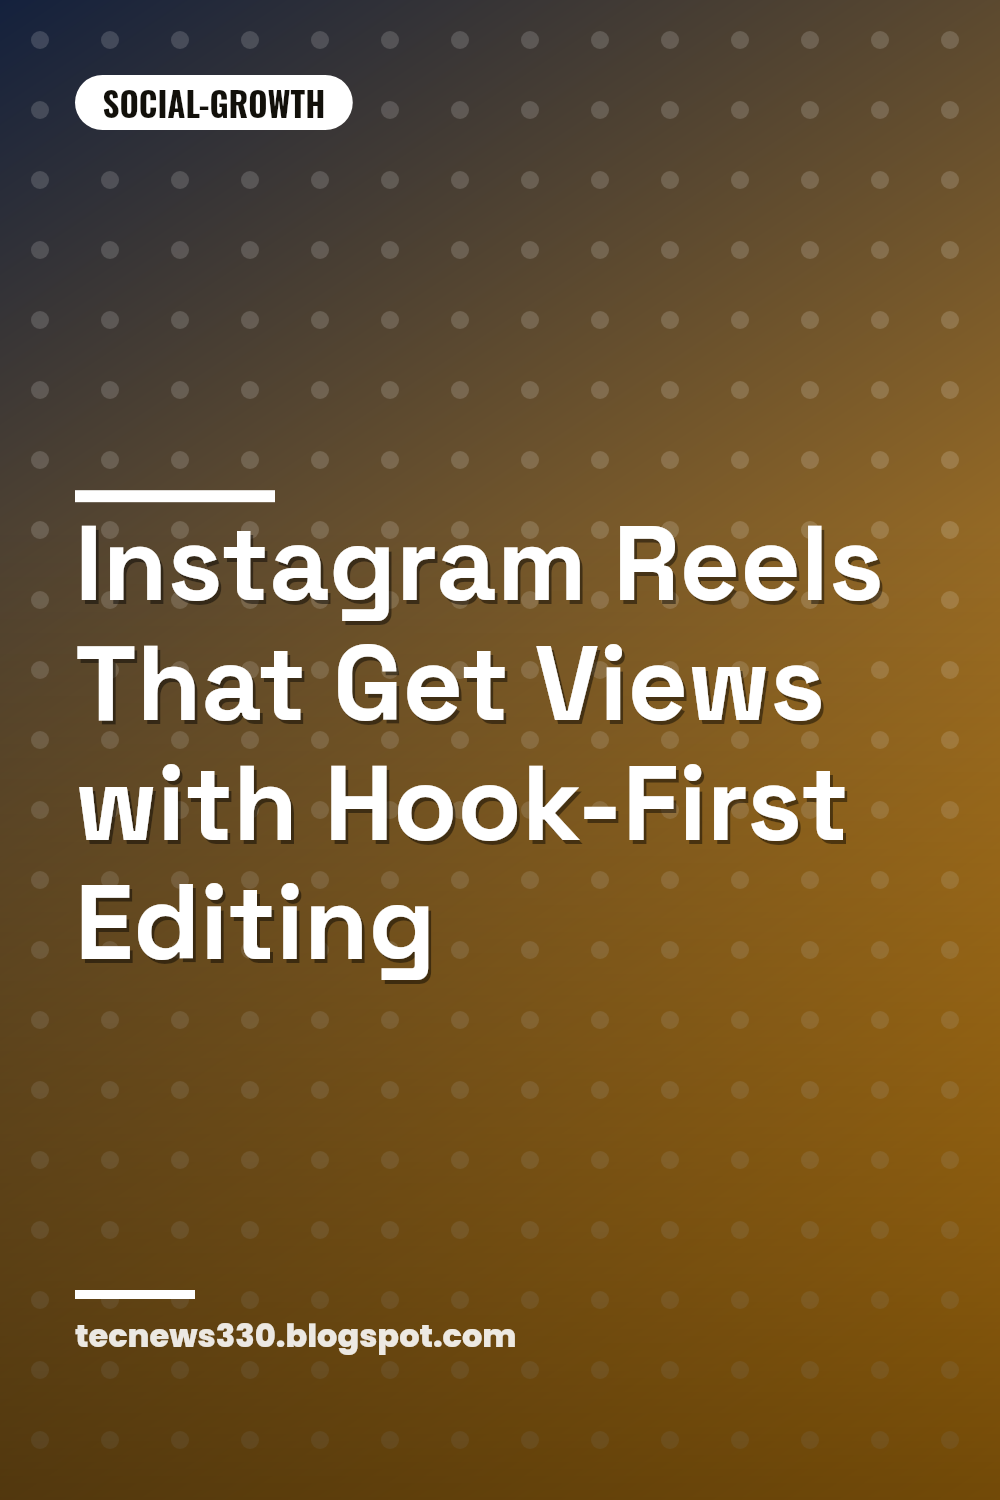 SOCIAL-GROWTH
Instagram Reels
That Get Views
with Hook-First
Editing
tecnews330.blogspot.com